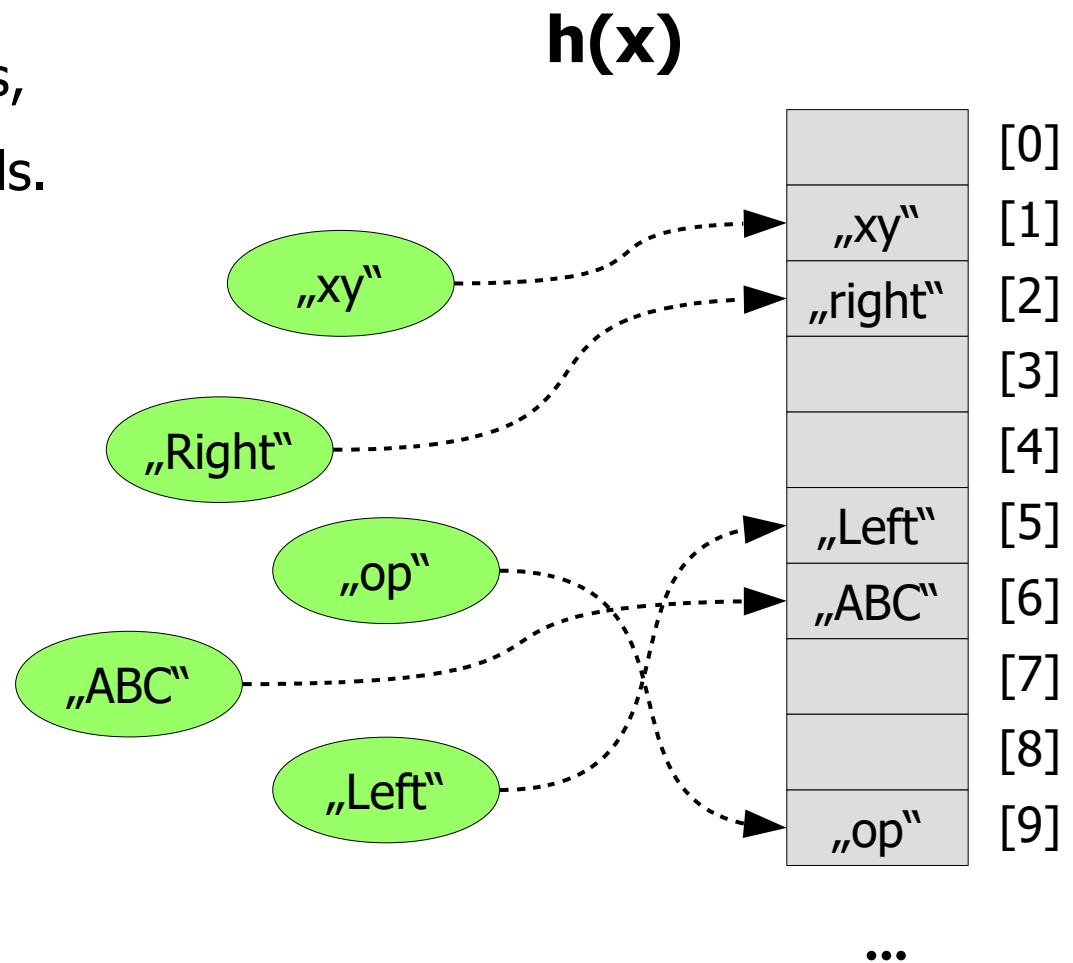 h(x)
s,
ls.
„xy“
„Right“
„op“
„ABC“
„Left“
[0]
„xy“ [1]
„right“ [2]
[3]
[4]
„Left“ [5]
„ABC“ [6]
[7]
[8]
„op“ [9]
...